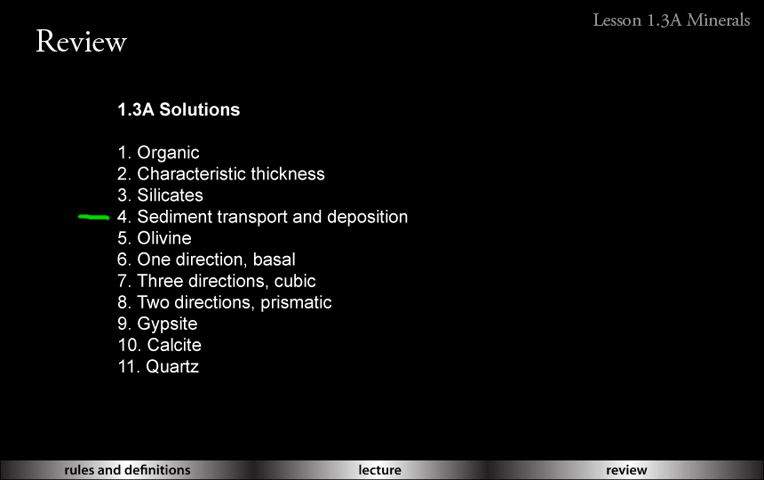 Lesson 1.3A Minerals
Review
1.3A Solutions
1. Organic
2. Characteristic thickness
3. Silicates
4. Sediment transport and deposition
5. Olivine
6. One direction, basal
7. Three directions, cubic
8. Two directions, prismatic
9. Gypsite
10. Calcite
11. Quartz
rules and definitions
lecture
review